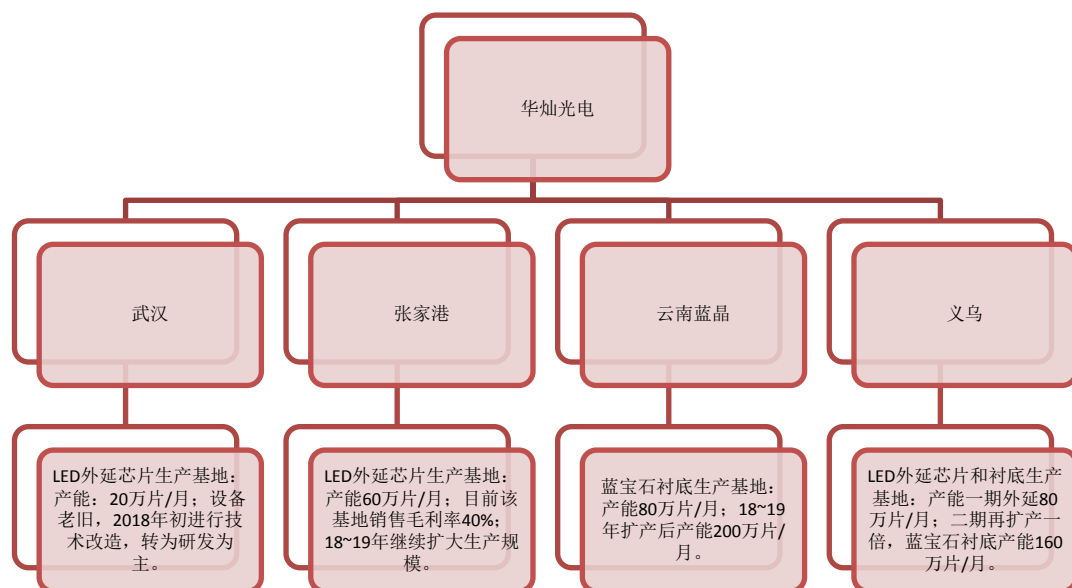 华灿光电
武汉
张家港
云南蓝晶
义乌
LED外延芯片生产基地：
产能：20万片/月；设备
老旧，2018年初进行技
术改造，转为研发为
主。
LED外延芯片生产基地：
产能60万片/月；目前该
基地销售毛利率40%；
18~19年继续扩大生产规
模。
蓝宝石衬底生产基地：
产能80万片/月；18~19
年扩产后产能200万片/
月。
LED外延芯片和衬底生产
基地：产能一期外延80
万片/月；二期再扩产一
倍，蓝宝石衬底产能160
万片/月。